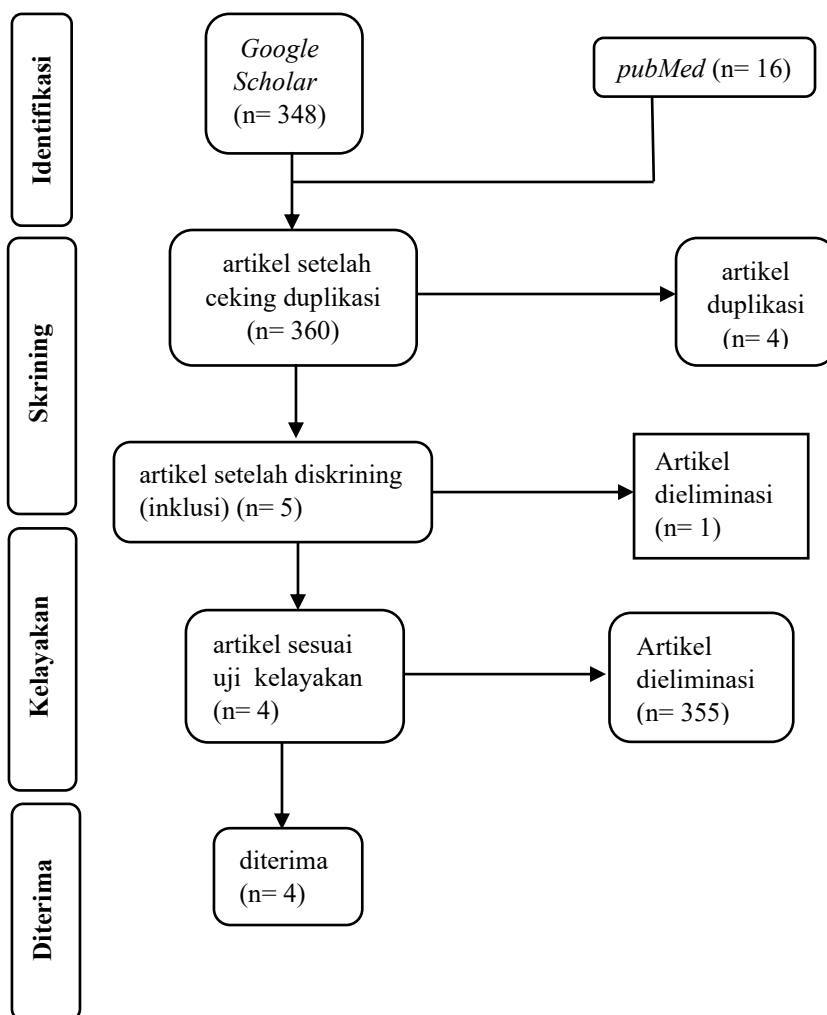 Identifikasi
Google
Scholar
(n= 348)
pubMed (n= 16)
Skrining
artikel setelah
ceking duplikasi
(n= 360)
artikel
duplikasi
(n= 4)
artikel setelah diskrining
(inklusi) (n= 5)
Artikel
dieliminasi
(n= 1)
Kelayakan
artikel sesuai
uji kelayakan
(n= 4)
Artikel
dieliminasi
(n= 355)
Diterima
diterima
(n= 4)